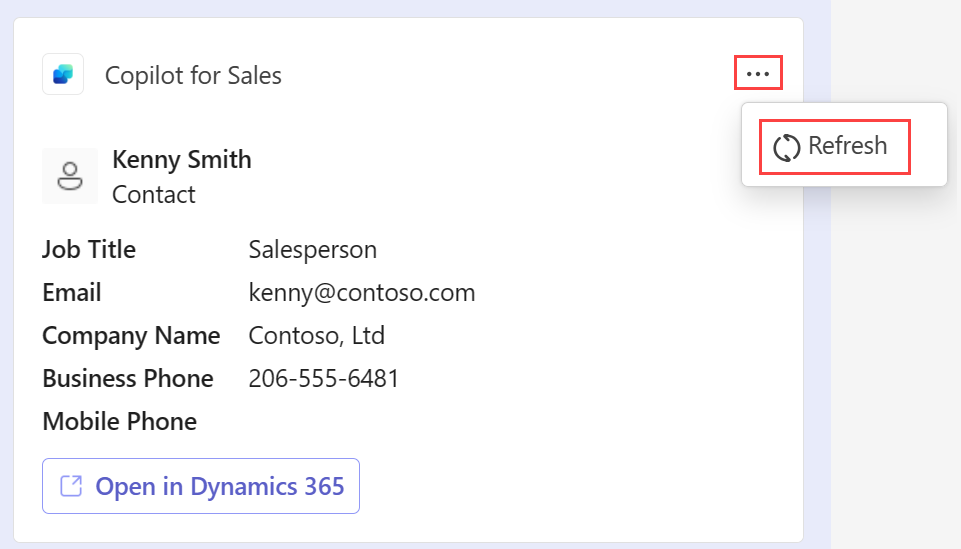 Copilot for Sales
...
Refresh
Kenny Smith
Contact
Job Title Salesperson
Email kenny@contoso.com
Company Name Contoso, Ltd
Business Phone 206-555-6481
Mobile Phone
Open in Dynamics 365